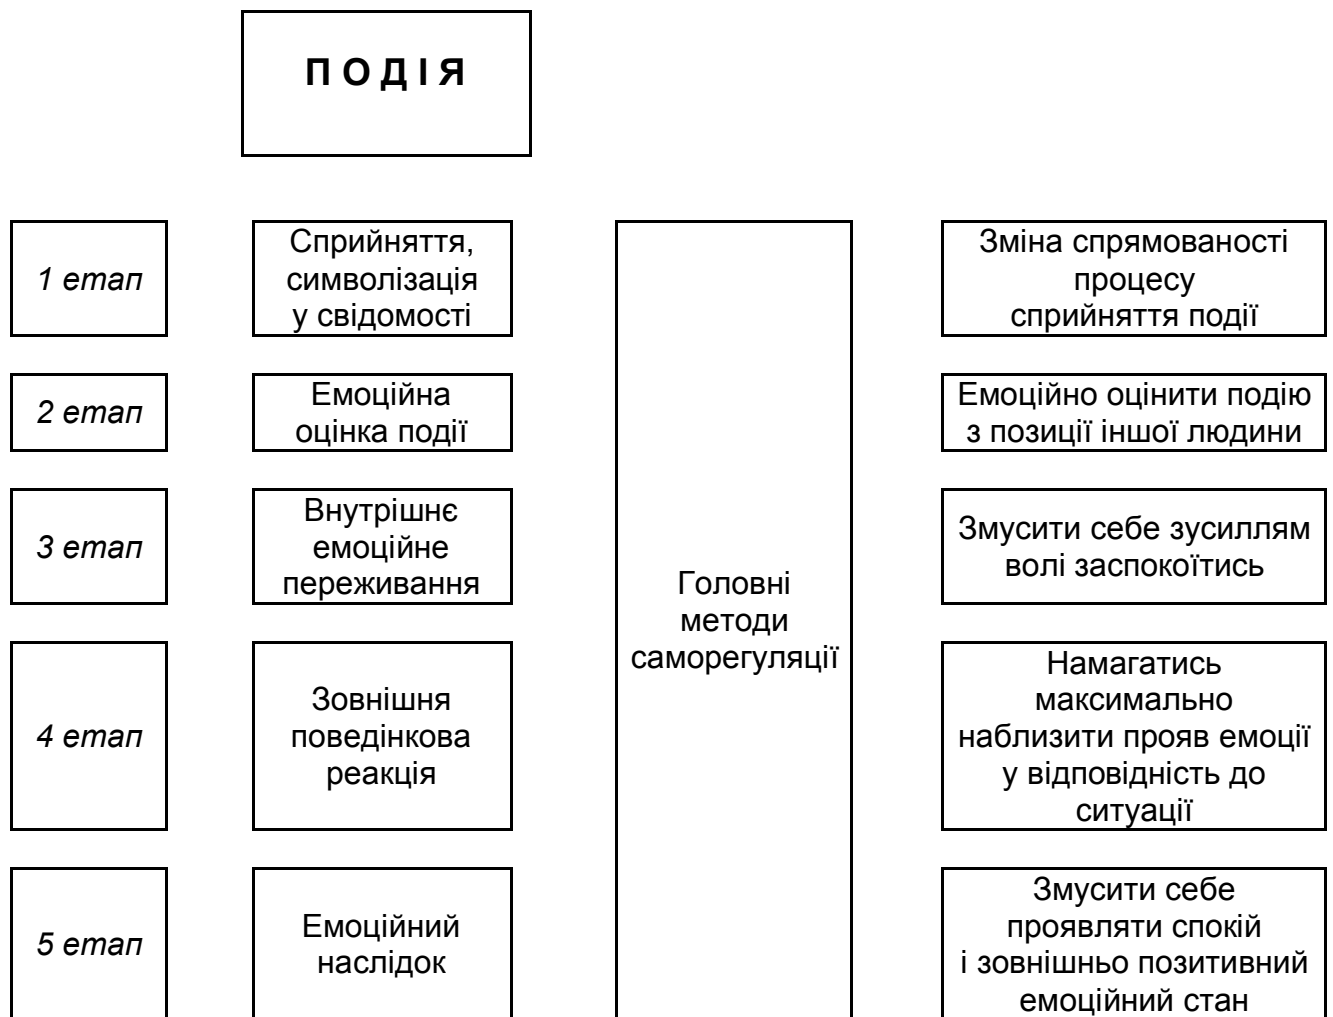 П О Д І Я
1 етап
Сприйняття,
символізація
у свідомості
Зміна спрямованості
процесу
сприйняття події
2 етап
Емоційна
оцінка події
Емоційно оцінити подію
з позиції іншої людини
3 етап
Внутрішнє
емоційне
переживання
Змусити себе зусиллям
волі заспокоїтись
Головні
методи
саморегуляції
4 етап
Зовнішня
поведінкова
реакція
Намагатись
максимально
наблизити прояв емоції
у відповідність до
ситуації
5 етап
Емоційний
наслідок
Змусити себе
проявляти спокій
і зовнішньо позитивний
емоційний стан